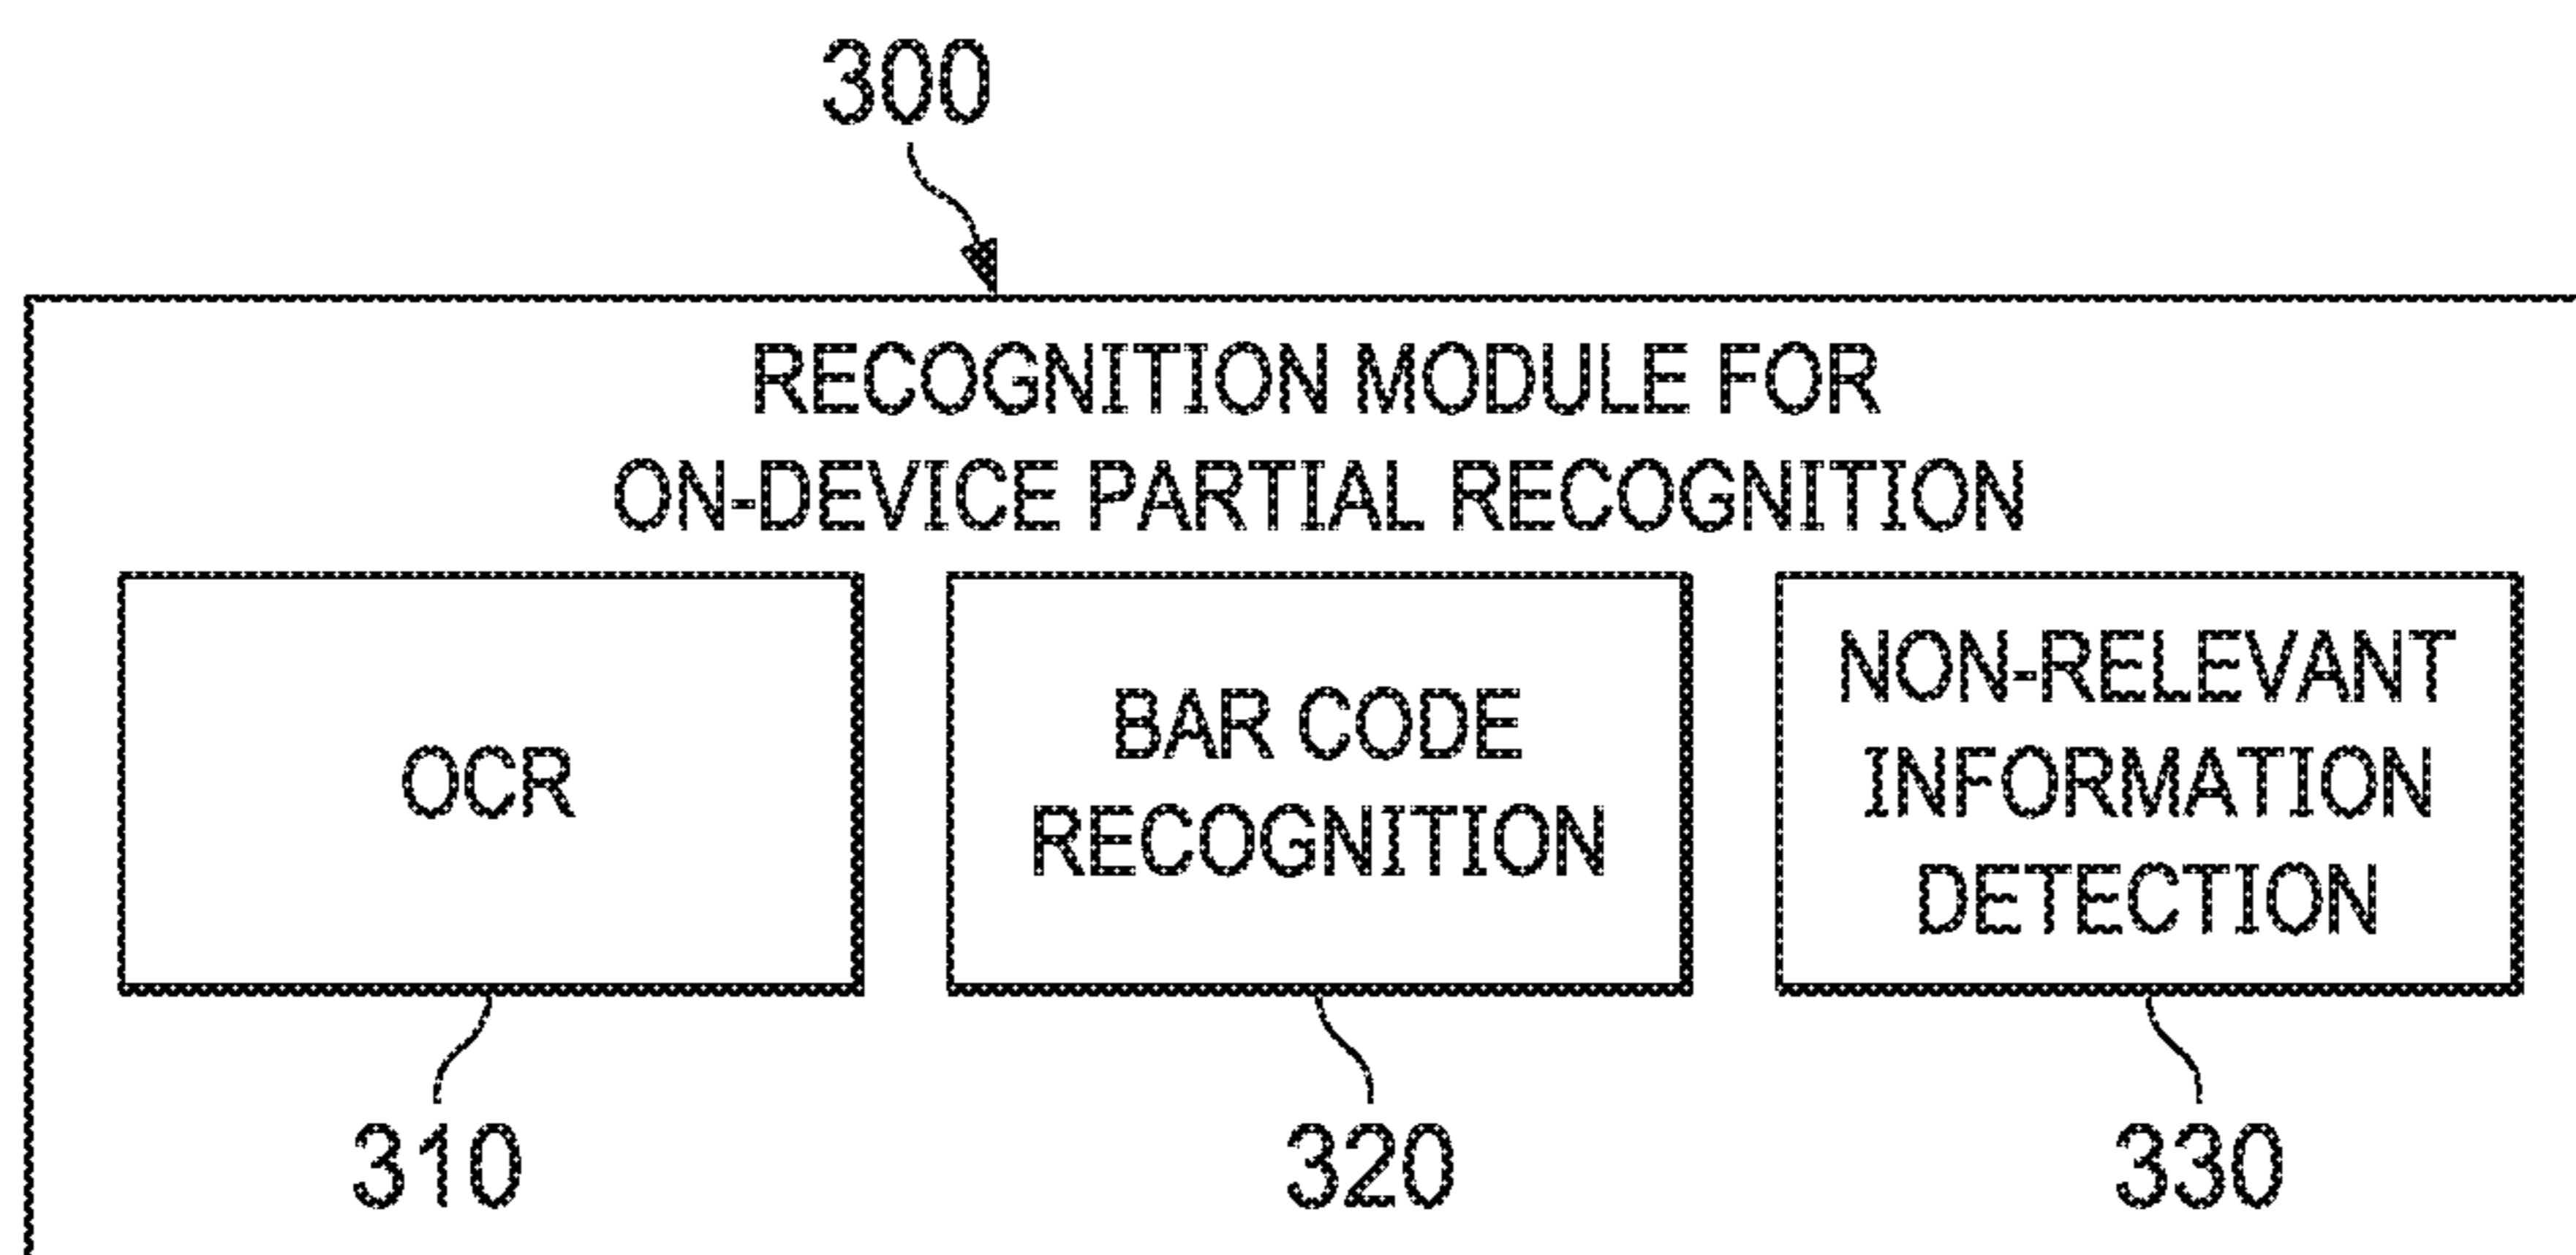 300
RECOGNITION MODULE FOR
ON-DEVICE PARTIAL RECOGNITION
OCR
BAR CODE
RECOGNITION
NON-RELEVANT
INFORMATION
DETECTION
310
320
330